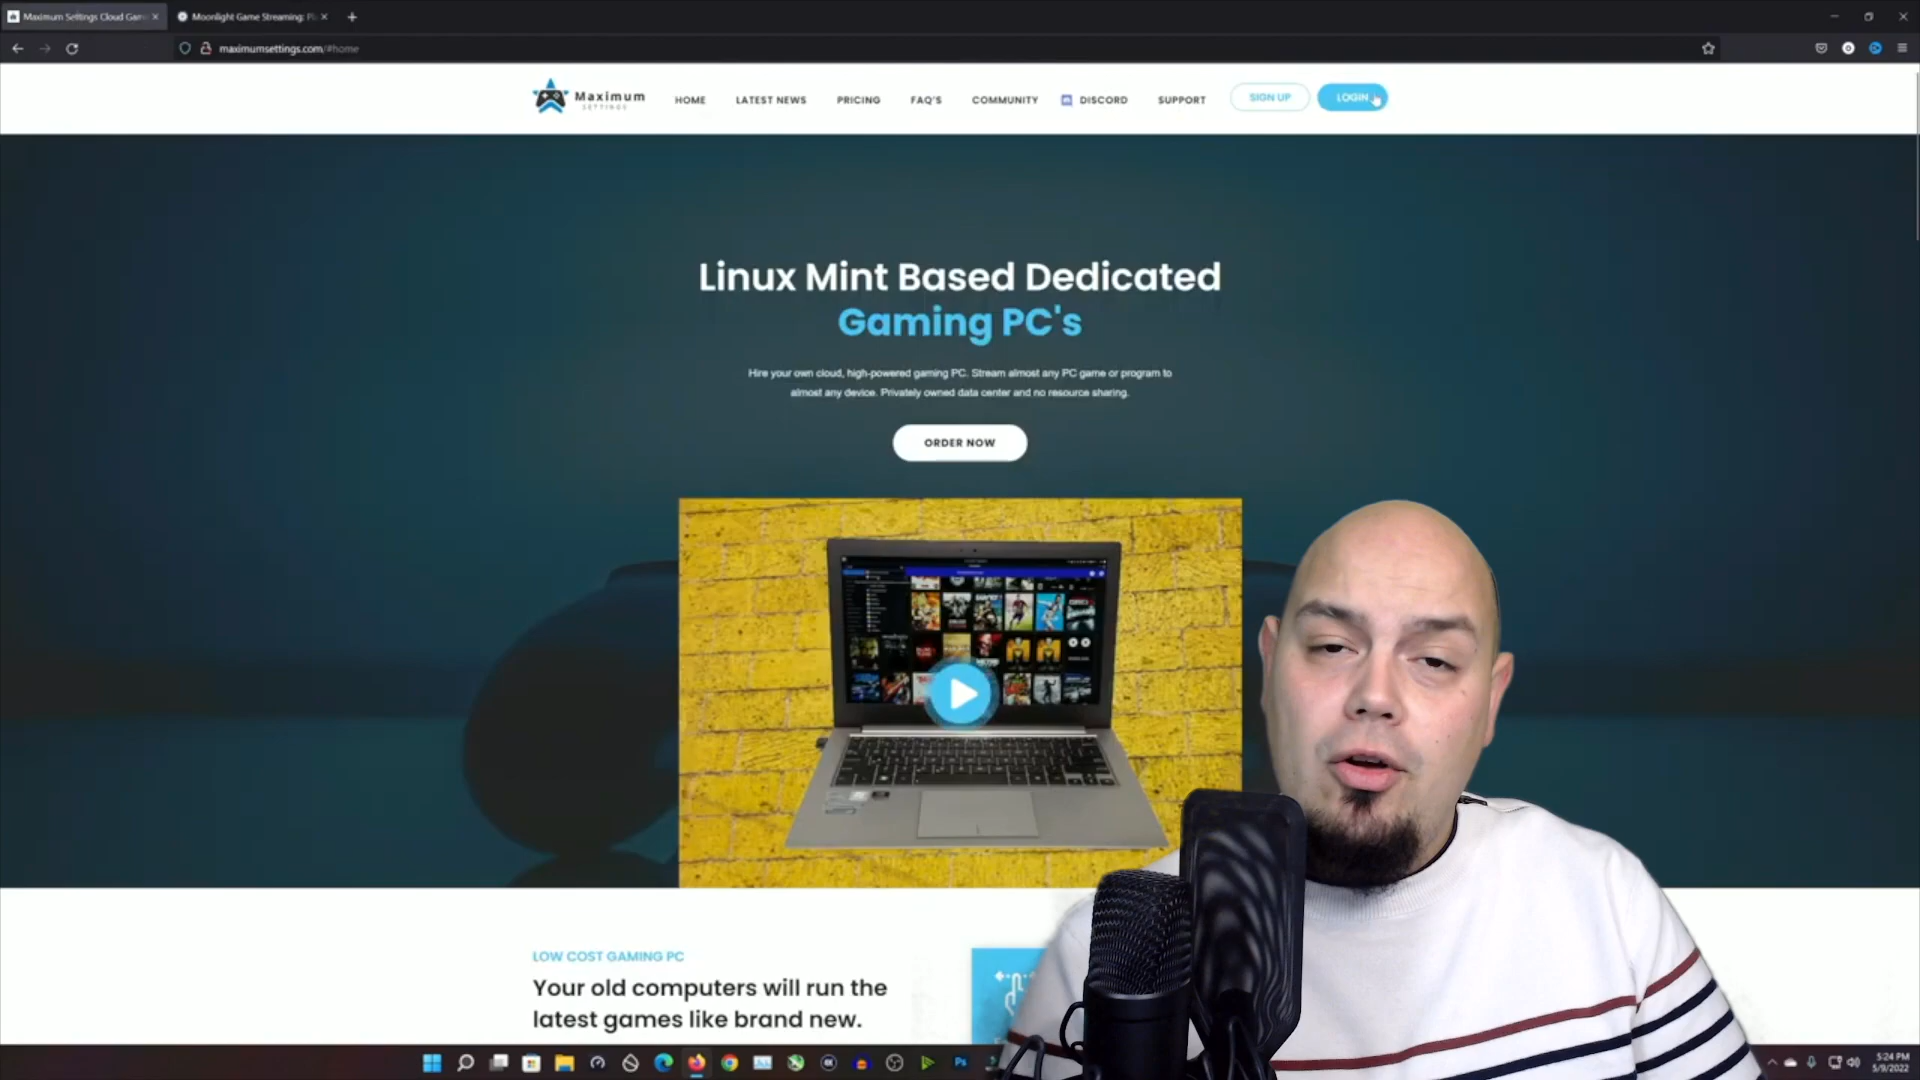 Maximum Settings Cloud Gam
Moonlight Game Streaming: Pl
maximumsettings.com/#home
Maximum
SETTINGS
HOME
LATEST NEWS
PRICING
FAQ'S
COMMUNITY
DISCORD
SUPPORT
SIGN UP
LOGIN
Linux Mint Based Dedicated
Gaming PC's
Hire your own cloud, high-powered gaming PC. Stream almost any PC game or program to
almost any device. Privately owned data center and no resource sharing.
ORDER NOW
LOW COST GAMING PC
Your old computers will run the
latest games like brand new.
Ps
5:24 PM
5/9/2022